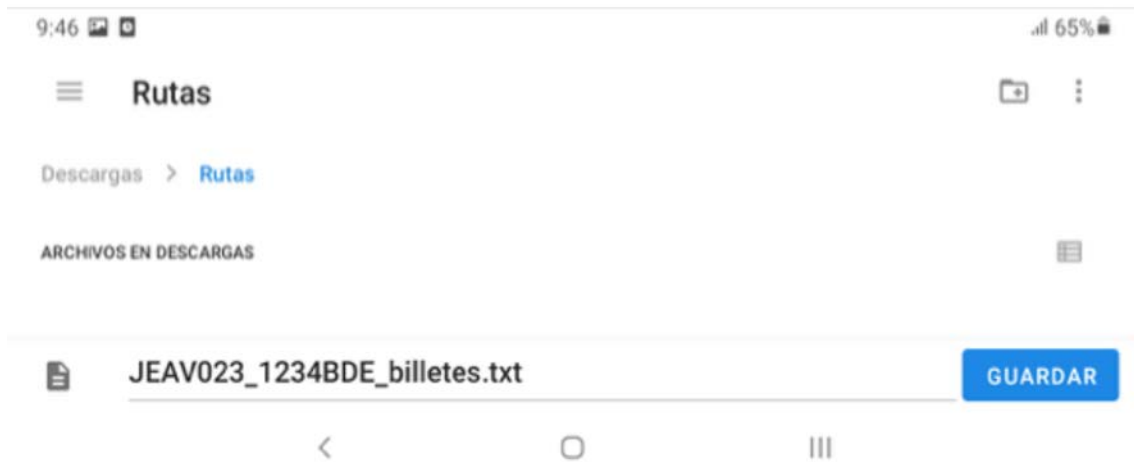 9:46 65%
Rutas
Descargas > Rutas
ARCHIVOS EN DESCARGAS
JEAV023_1234BDE_billetes.txt GUARDAR